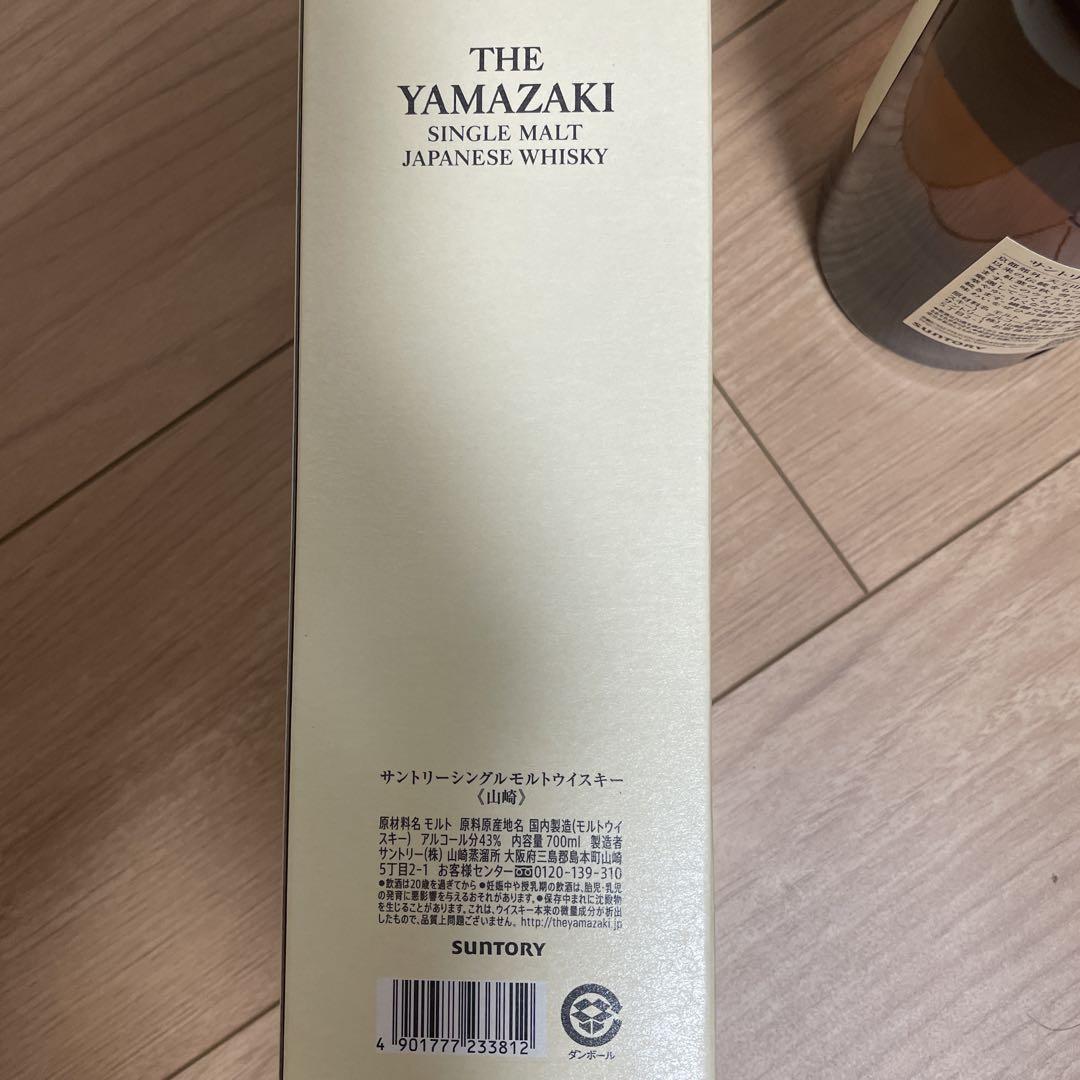 THE
YAMAZAKI
SINGLE MALT
JAPANESE WHISKY
サントリーシングルモルトウイスキー
《山崎》
原材料名 モルト 原料原産地名 国内製造(モルトウイ
スキー) アルコール分43% 内容量700ml 製造者
サントリー(株) 山崎蒸溜所 大阪府三島郡島本町山崎
5丁目2-1 お客様センター 0120-139-310
●飲酒は20歳を過ぎてから ●妊娠中や授乳期の飲酒は、胎児・乳児
の発育に悪影響を与えるおそれがあります。●保存中まれに沈殿物
を生じることがあります。これは、ウイスキー本来の微量成分が析出
したもので、品質上問題ございません。http://theyamazaki.jp
SUNTORY
4 901777 233812
ダンボール
サントリ
京都郊外・天
SUNTORY